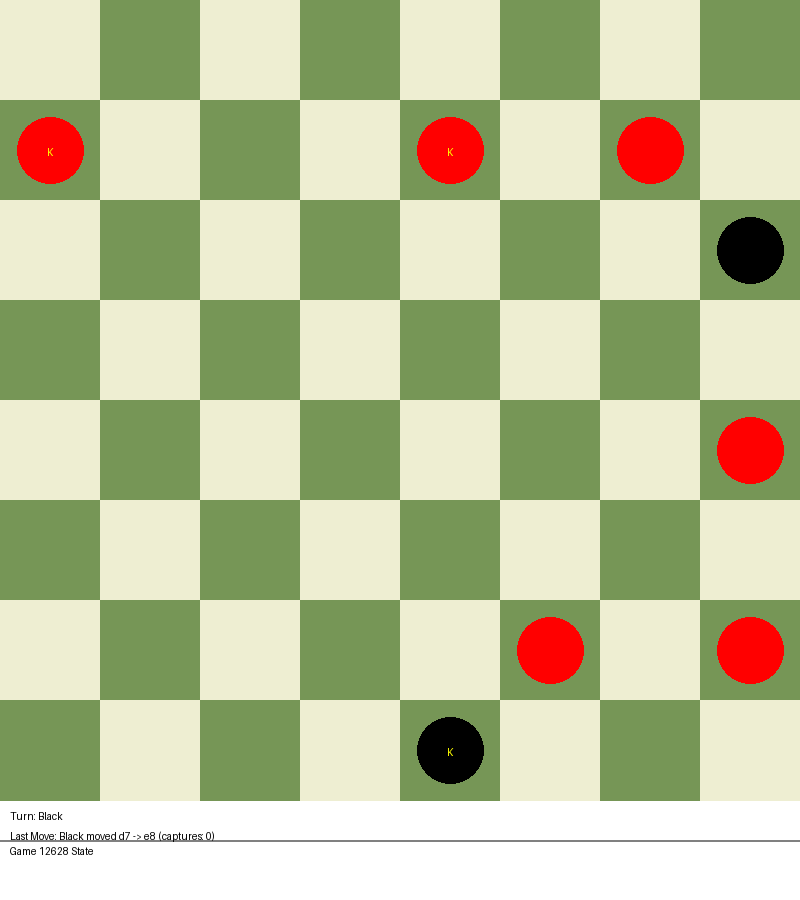 K
K
K
Turn: Black
Last Move: Black moved d7 -> e8 (captures: 0)
Game 12628 State